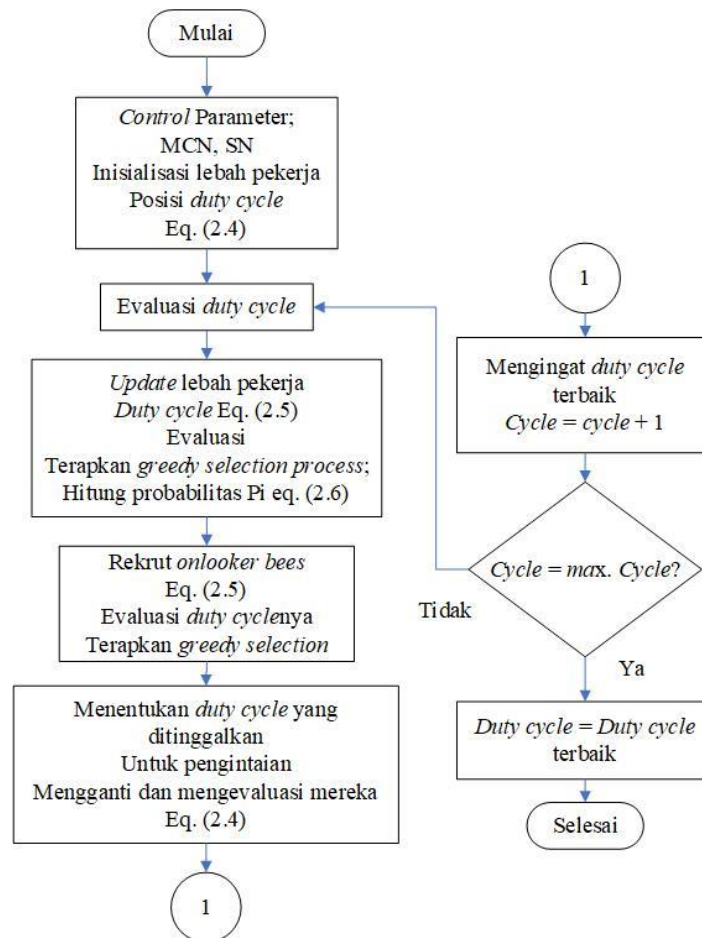 Mulai
Control Parameter;
MCN, SN
Inisialisasi lebah pekerja
Posisi duty cycle
Eq. (2.4)
Evaluasi duty cycle
Update lebah pekerja
Duty cycle Eq. (2.5)
Evaluasi
Terapkan greedy selection process;
Hitung probabilitas Pi eq. (2.6)
Rekrut onlooker bees
Eq. (2.5)
Evaluasi duty cyclenya
Terapkan greedy selection
Menentukan duty cycle yang
ditinggalkan
Untuk pengintaian
Mengganti dan mengevaluasi mereka
Eq. (2.4)
1
1
Mengingat duty cycle
terbaik
Cycle = cycle + 1
Cycle = max. Cycle?
Tidak
Ya
Duty cycle = Duty cycle
terbaik
Selesai